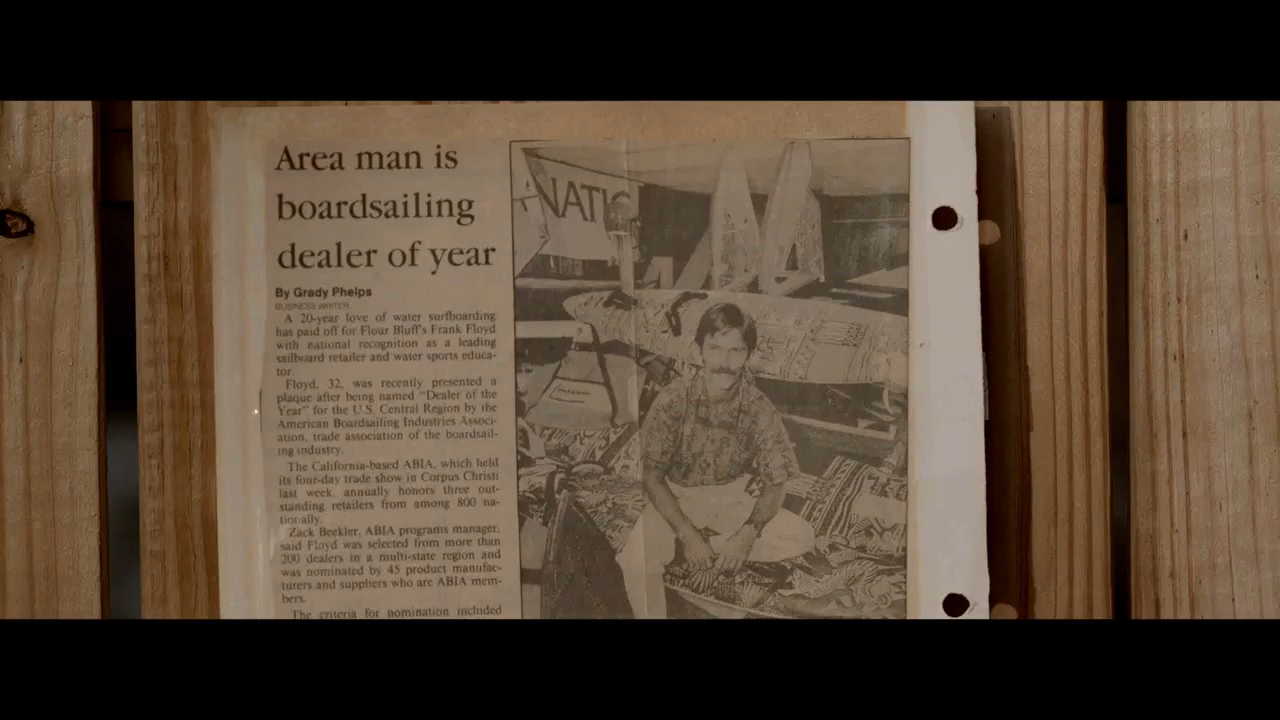 Area man is
boardsailing
dealer of year
By Grady Phelps
BUSINESS WRITER
A 20-year love of water surfboarding
has paid off for Flour Bluff's Frank Floyd
with national recognition as a leading
sailboard retailer and water sports educa-
tor.
Floyd, 32, was recently presented a
plaque after being named "Dealer of the
Year" for the U.S. Central Region by the
American Boardsailing Industries Associ-
ation, trade association of the boardsail-
ing industry.
The California-based ABIA, which held
its four-day trade show in Corpus Christi
last week, annually honors three out-
standing retailers from among 800 na-
tionally.
Zack Beekler, ABIA programs manager,
said Floyd was selected from more than
200 dealers in a multi-state region and
was nominated by 45 product manufac-
turers and suppliers who are ABIA mem-
bers.
The criteria for nomination included
NATIO